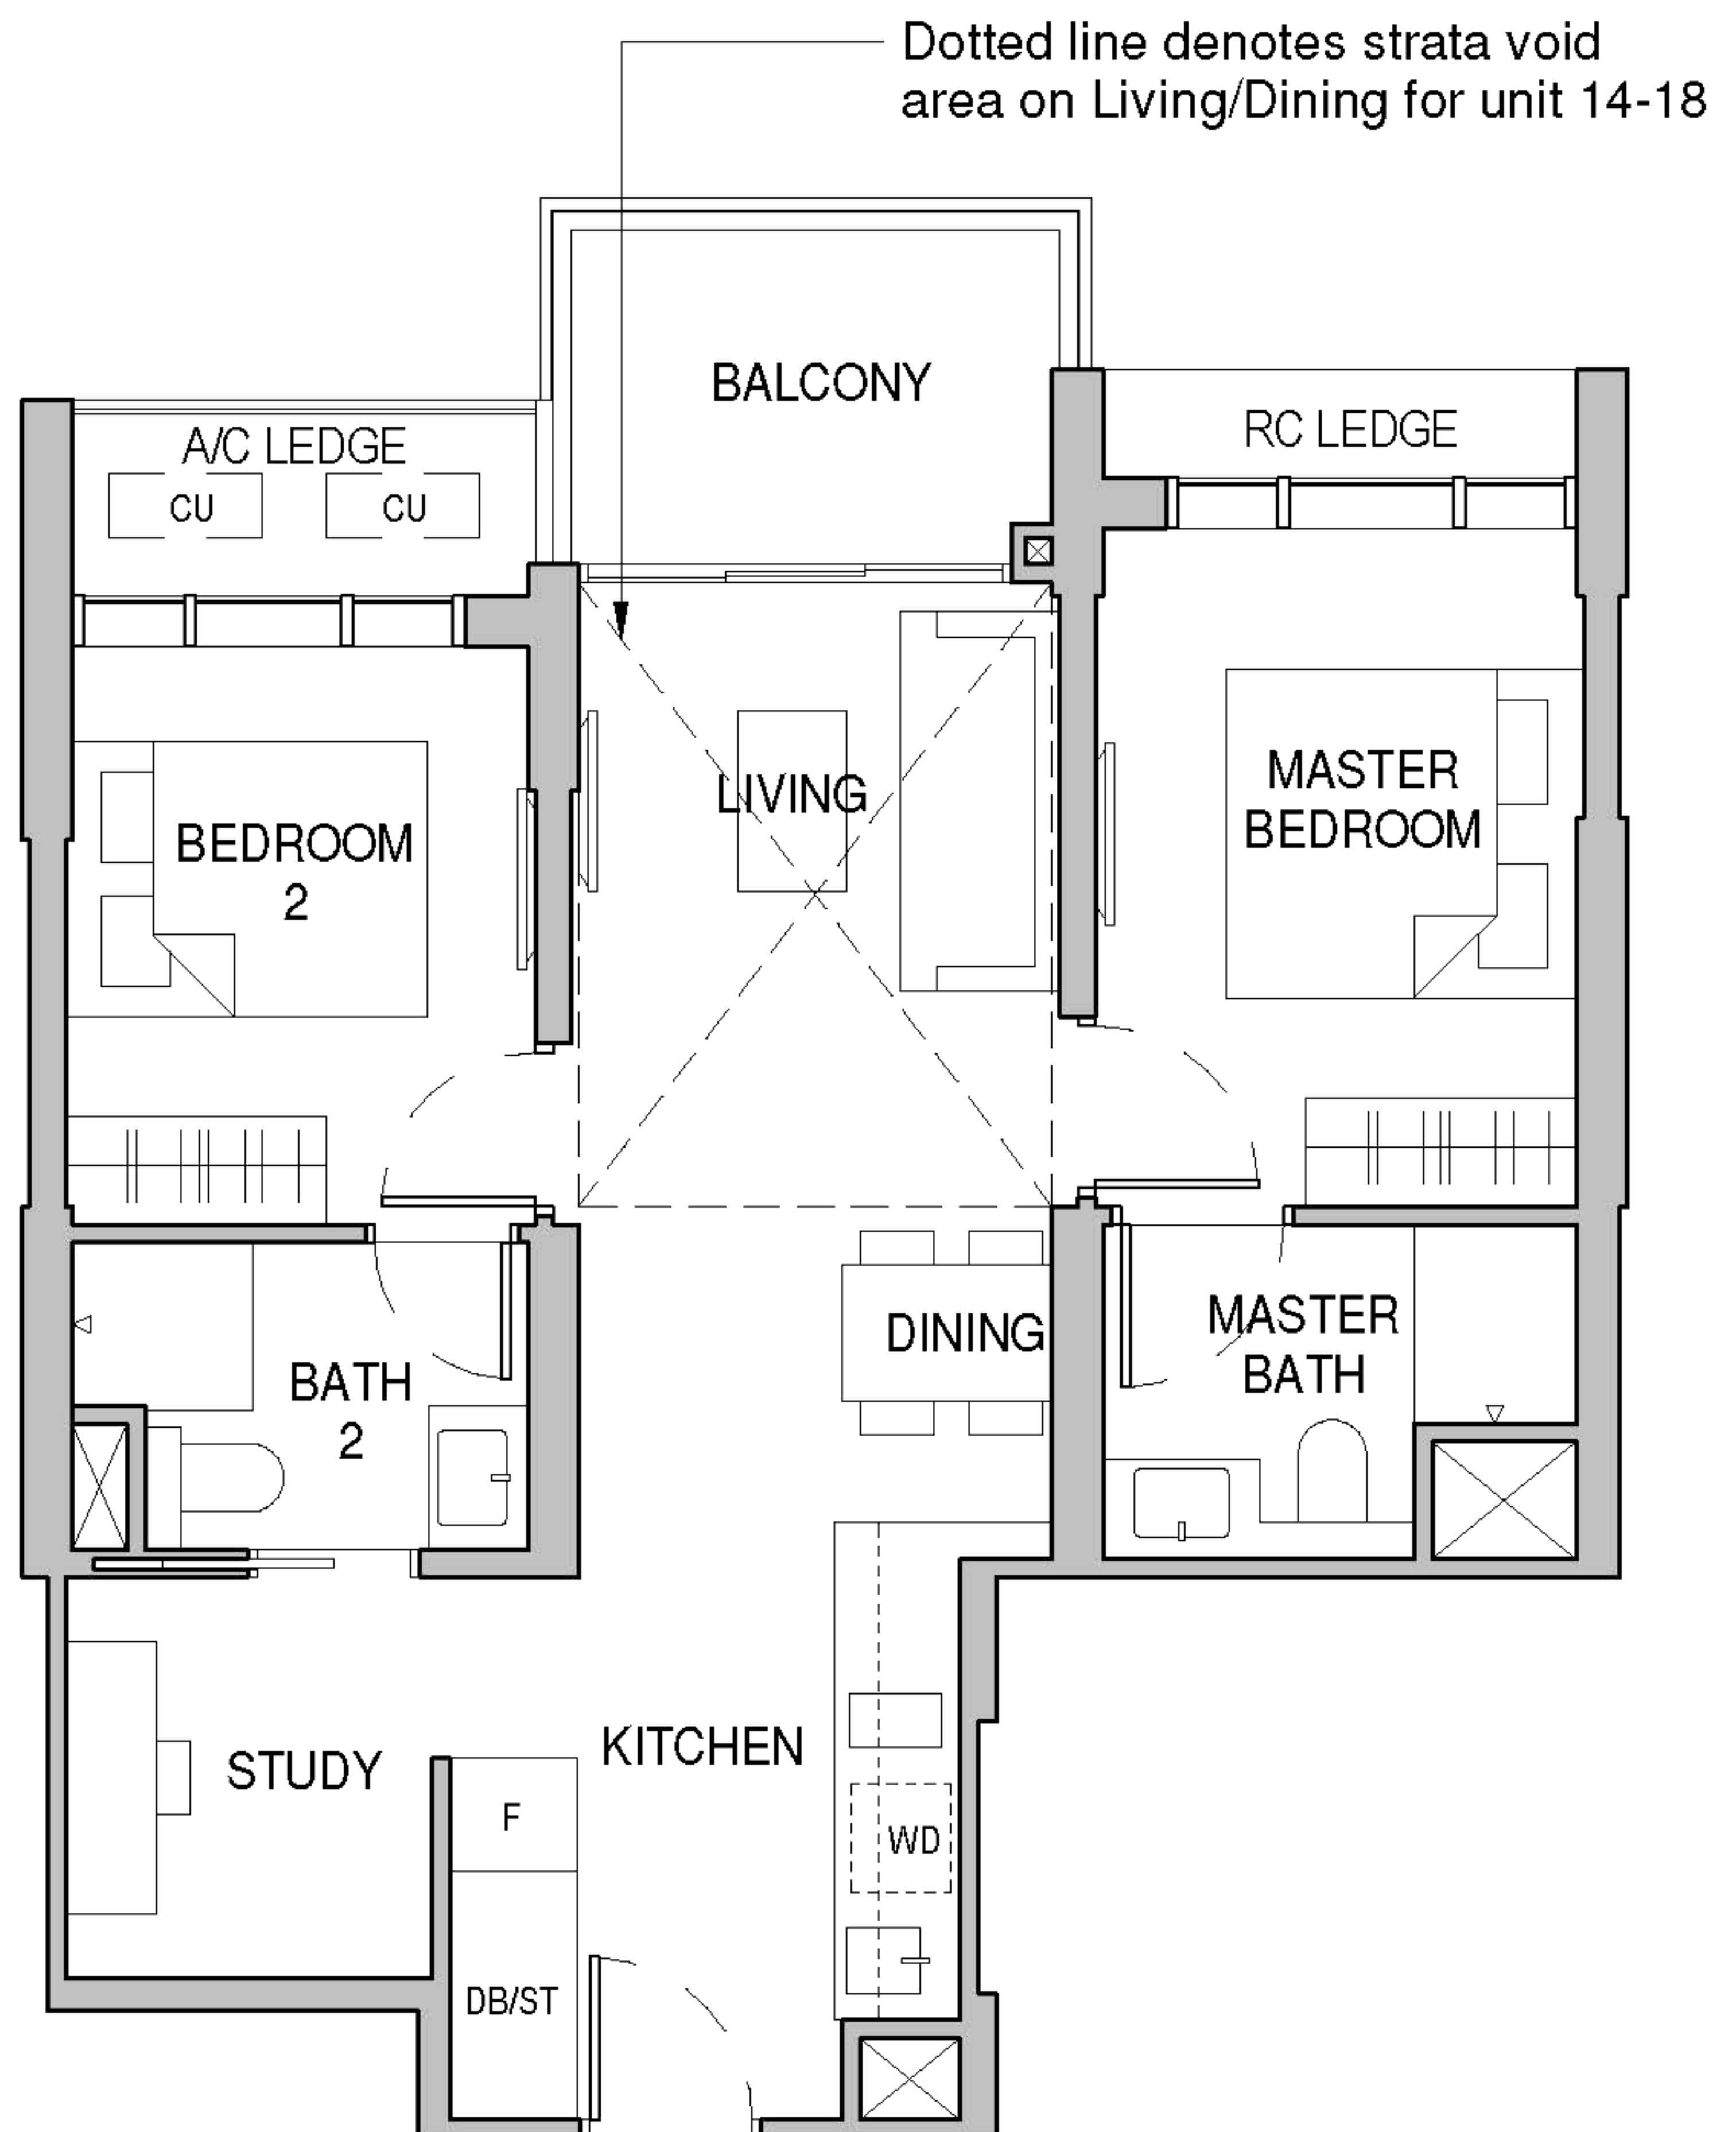 Dotted line denotes strata void
area on Living/Dining for unit 14-18
BALCONY
A/C LEDGE
RC LEDGE
CU
CU
LIVING
MASTER
BEDROOM
BEDROOM
2
DINING
MASTER
BATH
BATH
2
KITCHEN
STUDY
F
WD
DB/ST